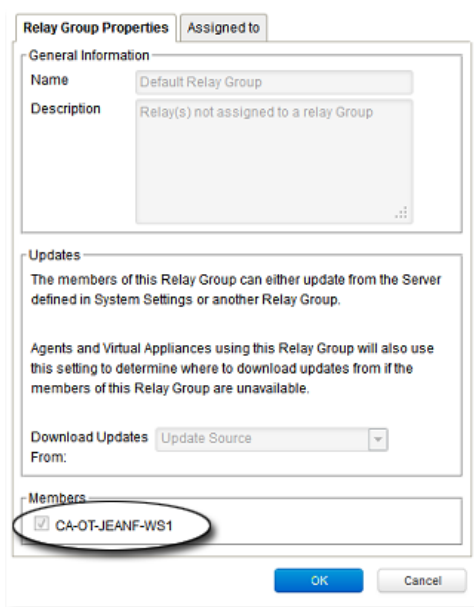 Relay Group Properties Assigned to
General Information
Name Default Relay Group
Description Relay(s) not assigned to a relay Group
Updates
The members of this Relay Group can either update from the Server
defined in System Settings or another Relay Group.
Agents and Virtual Appliances using this Relay Group will also use
this setting to determine where to download updates from if the
members of this Relay Group are unavailable.
Download Updates Update Source
From:
Members
CA-OT-JEANF-WS1
OK Cancel